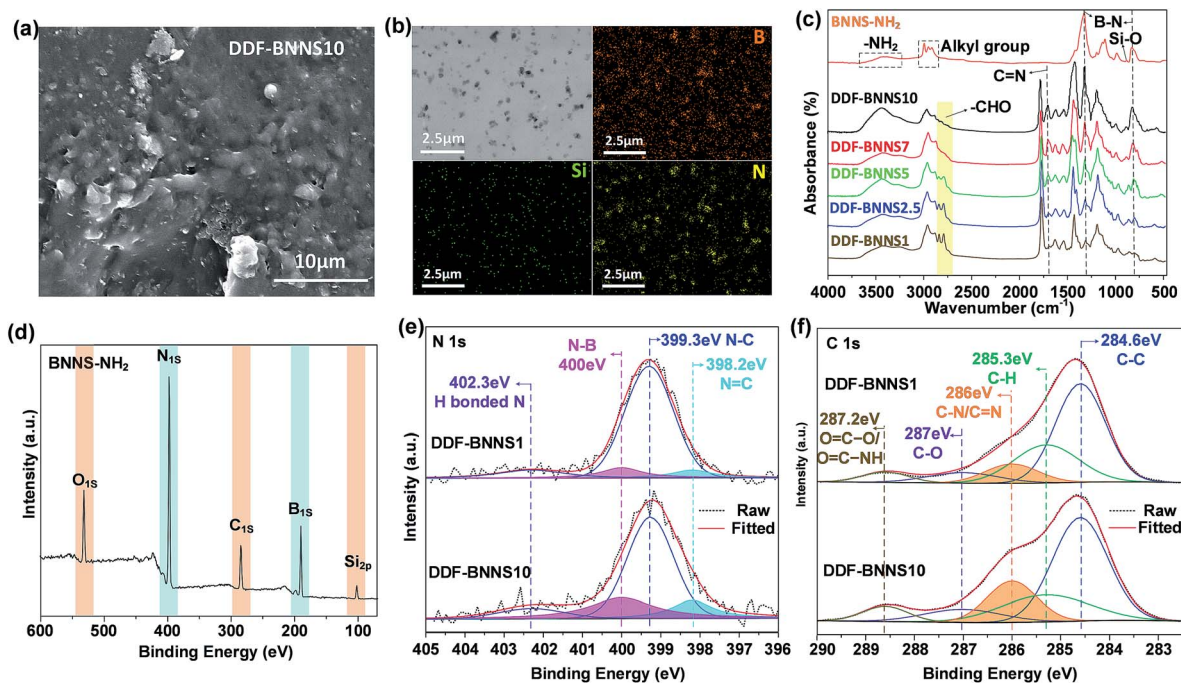 (a)
DDF-BNNS10
10μm
(b)
B
2.5μm
2.5μm
Si
N
2.5μm
2.5μm
(c)
BNNS-NH₂
B-N
Si-O
-NH₂
Alkyl group
C=N
-CHO
DDF-BNNS10
DDF-BNNS7
DDF-BNNS5
DDF-BNNS2.5
DDF-BNNS1
Absorbance (%)
4000 3500 3000 2500 2000 1500 1000 500
Wavenumber (cm⁻¹)
(d)
BNNS-NH₂
N1S
O1S
C1S
B1S
Si2p
Intensity (a.u.)
600 500 400 300 200 100
Binding Energy (eV)
(e)
N 1s
N-B
400eV
399.3eV N-C
398.2eV
N=C
402.3eV
H bonded N
DDF-BNNS1
Raw
Fitted
DDF-BNNS10
Intensity (a.u.)
405 404 403 402 401 400 399 398 397 396
Binding Energy (eV)
(f)
C 1s
284.6eV
C-C
DDF-BNNS1
285.3eV
C-H
286eV
C-N/C=N
287.2eV
O=C-O/
O=C-NH
287eV
C-O
Raw
Fitted
DDF-BNNS10
Intensity (a.u.)
290 289 288 287 286 285 284 283
Binding Energy (eV)